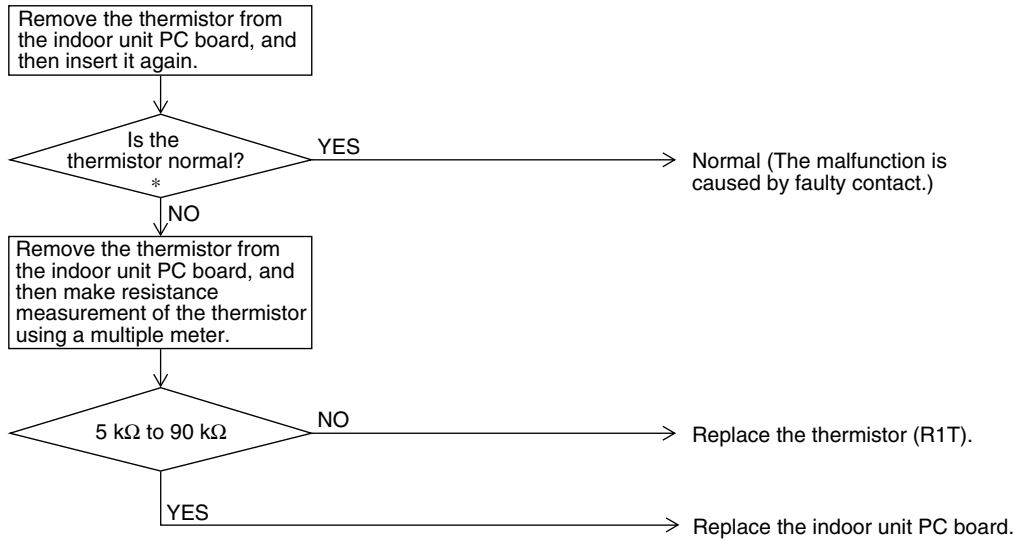 Remove the thermistor from
the indoor unit PC board, and
then insert it again.
Is the
thermistor normal?
*
YES
Normal (The malfunction is
caused by faulty contact.)
NO
Remove the thermistor from
the indoor unit PC board, and
then make resistance
measurement of the thermistor
using a multiple meter.
5 kΩ to 90 kΩ
NO
Replace the thermistor (R1T).
YES
Replace the indoor unit PC board.